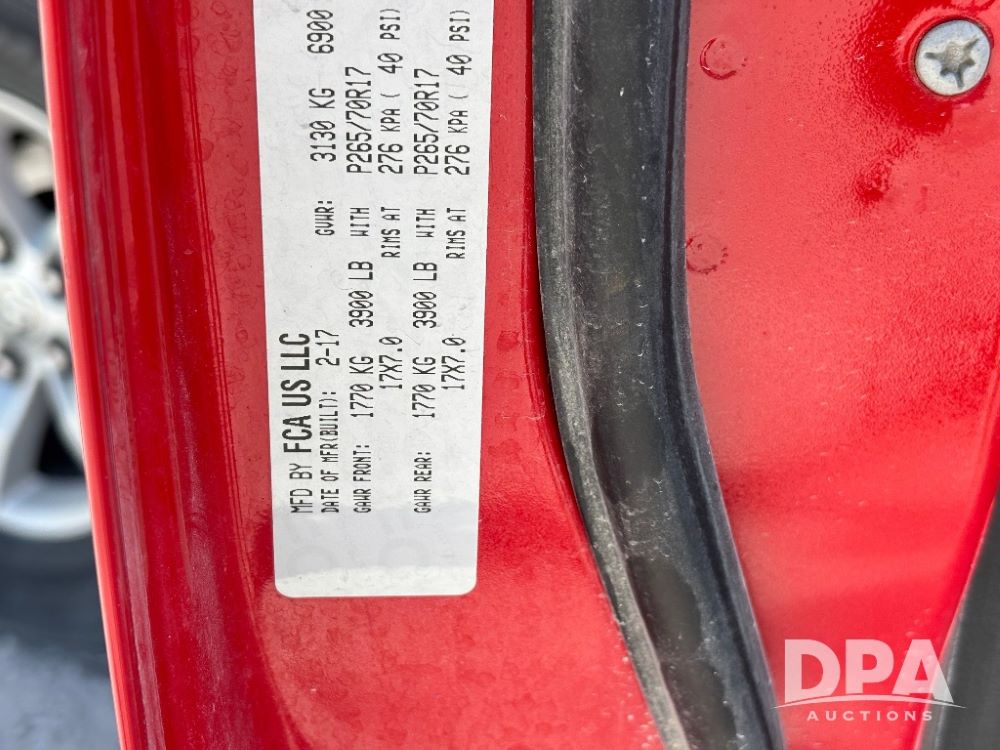 MFD BY FCA US LLC
DATE OF MFR(BUILT): 2-17 GVWR: 3130 KG 6900
GAWR FRONT: 1770 KG 3900 LB WITH P265/70R17
17X7.0 RIMS AT 276 KPA ( 40 PSI)
GAWR REAR: 1770 KG 3900 LB WITH P265/70R17
17X7.0 RIMS AT 276 KPA ( 40 PSI)
DPA
AUCTIONS